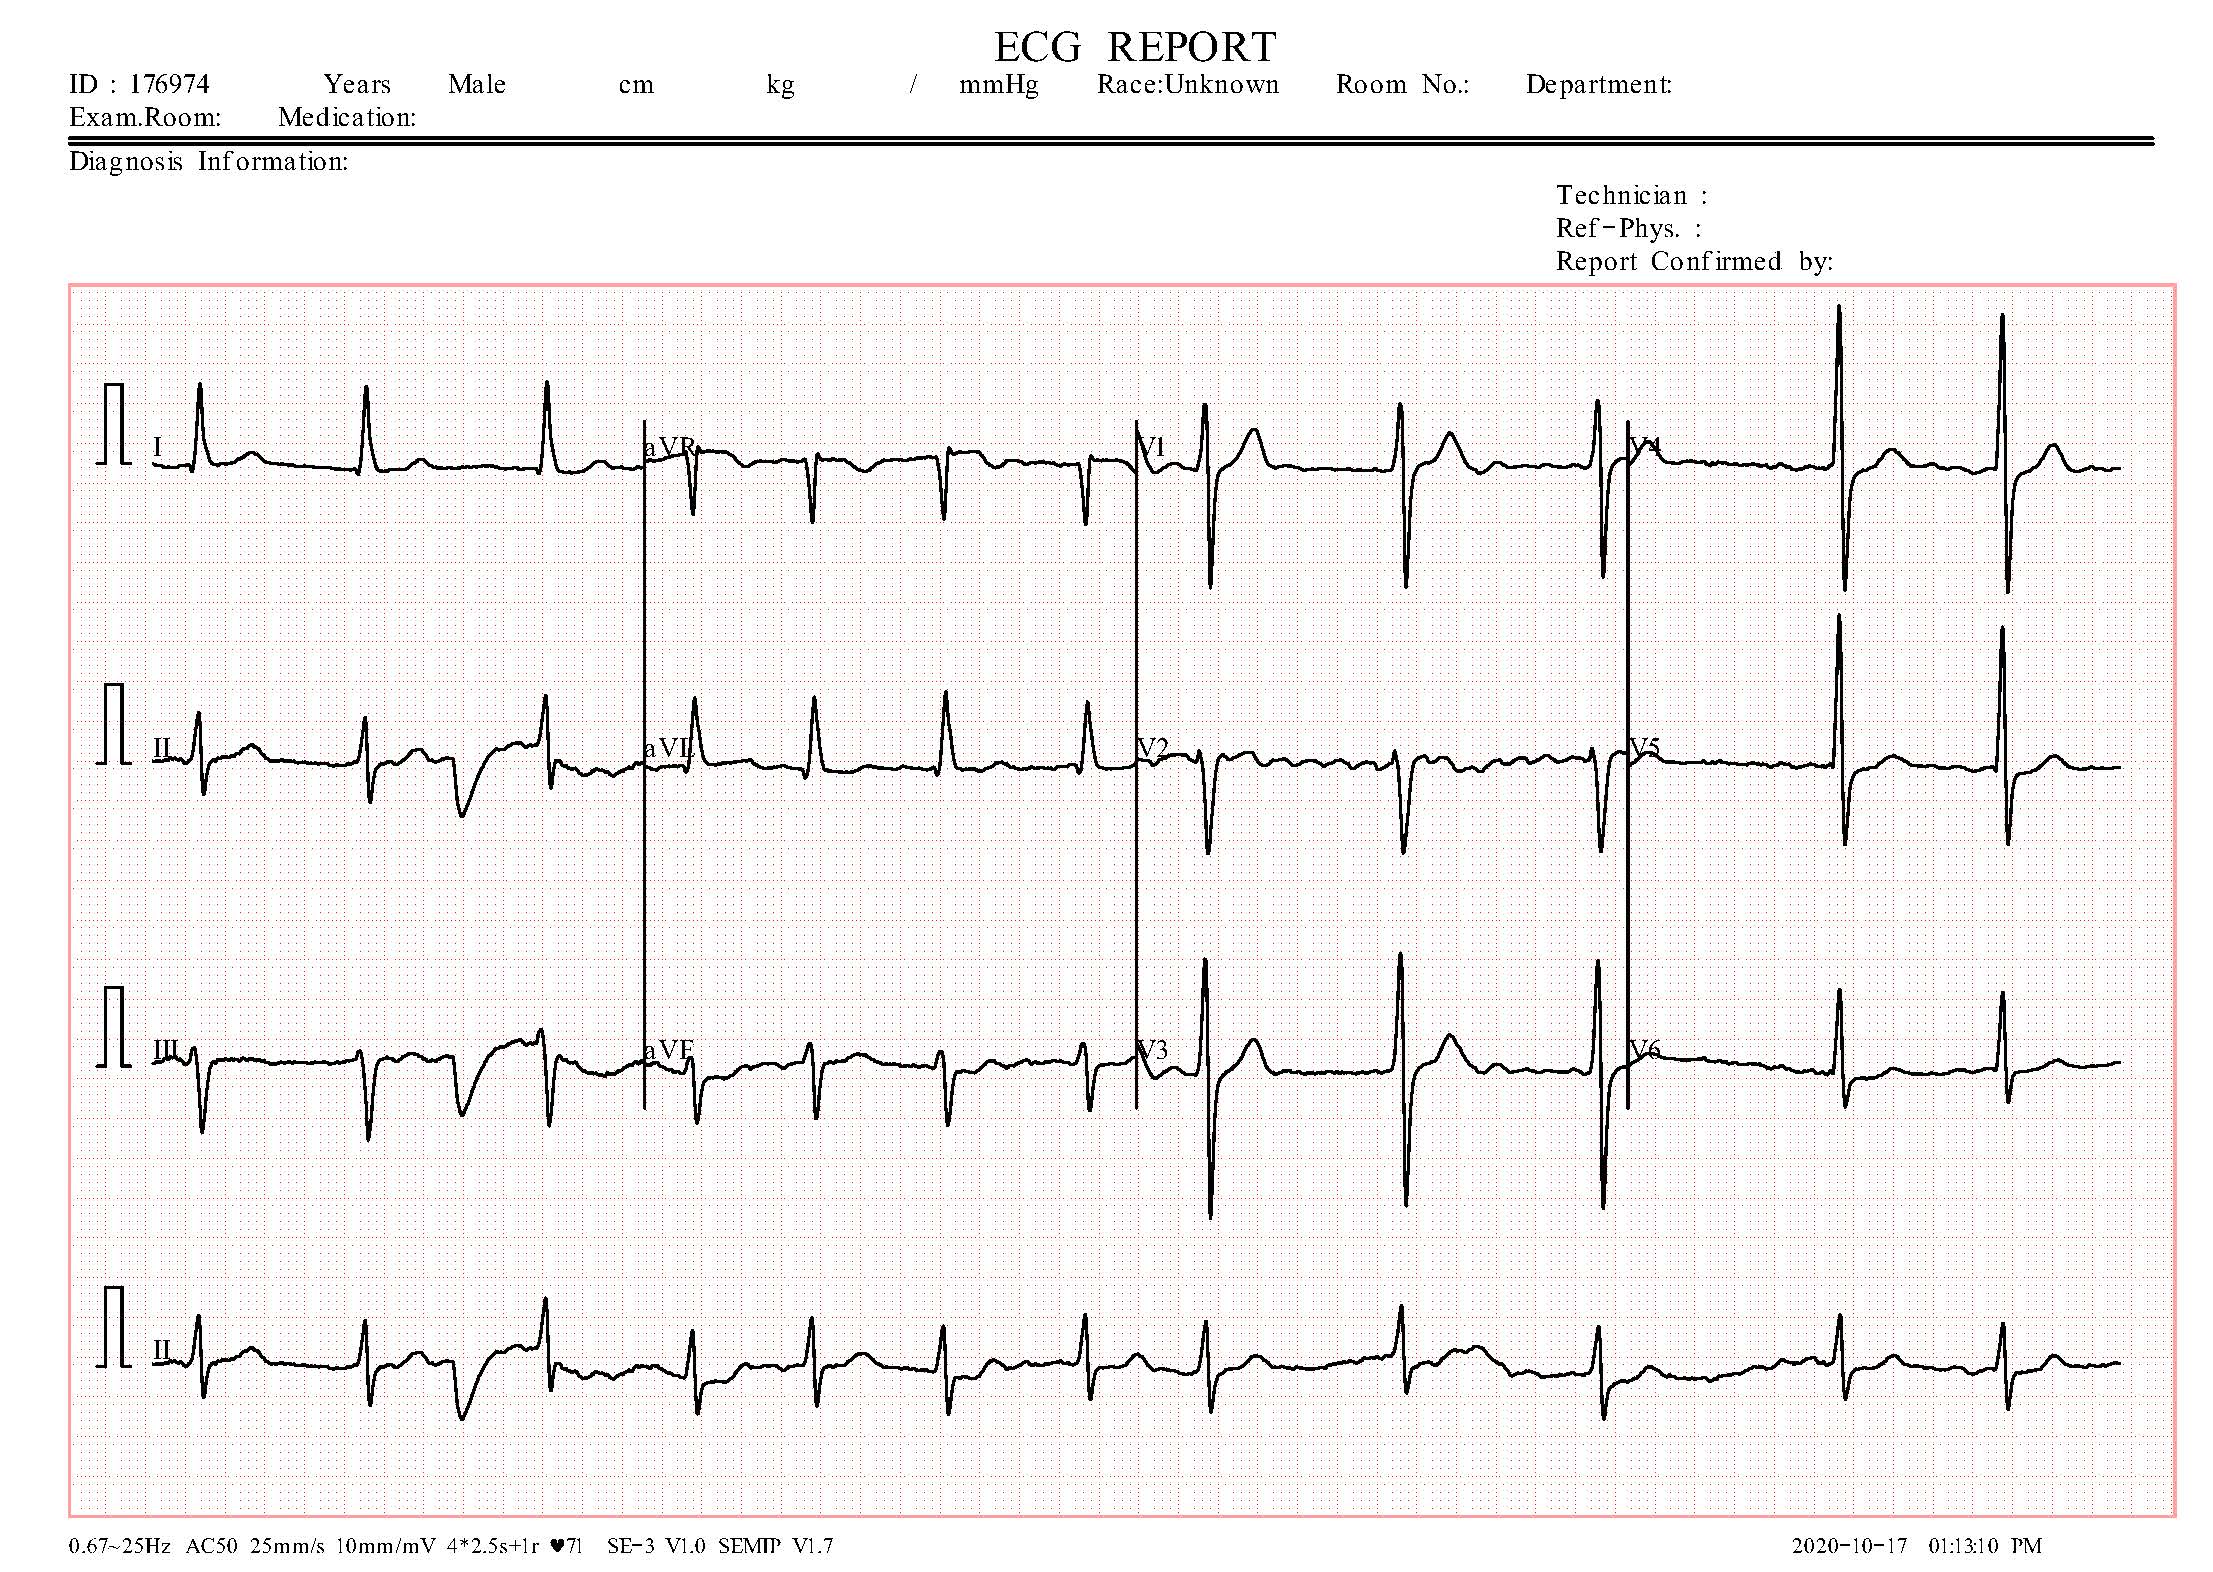 ECG REPORT
ID : 176974 Years Male cm kg / mmHg Race:Unknown Room No.: Department:
Exam.Room: Medication:
Diagnosis Information:
Technician :
Ref-Phys. :
Report Confirmed by:
I aVR V1 V4
II aVL V2 V5
III aVF V3 V6
II
0.67~25Hz AC50 25mm/s 10mm/mV 4*2.5s+1r ♥71 SE-3 V1.0 SEMIP V1.7 2020-10-17 01:13:10 PM